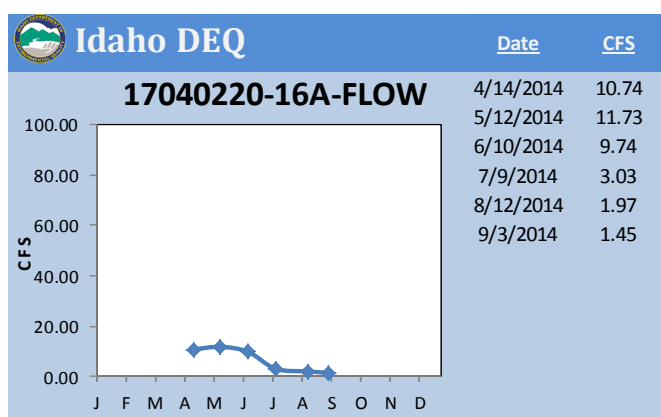 Idaho DEQ
Date CFS
17040220-16A-FLOW
4/14/2014 10.74
5/12/2014 11.73
6/10/2014 9.74
7/9/2014 3.03
8/12/2014 1.97
9/3/2014 1.45
100.00
80.00
60.00
40.00
20.00
0.00
CFS
J F M A M J J A S O N D